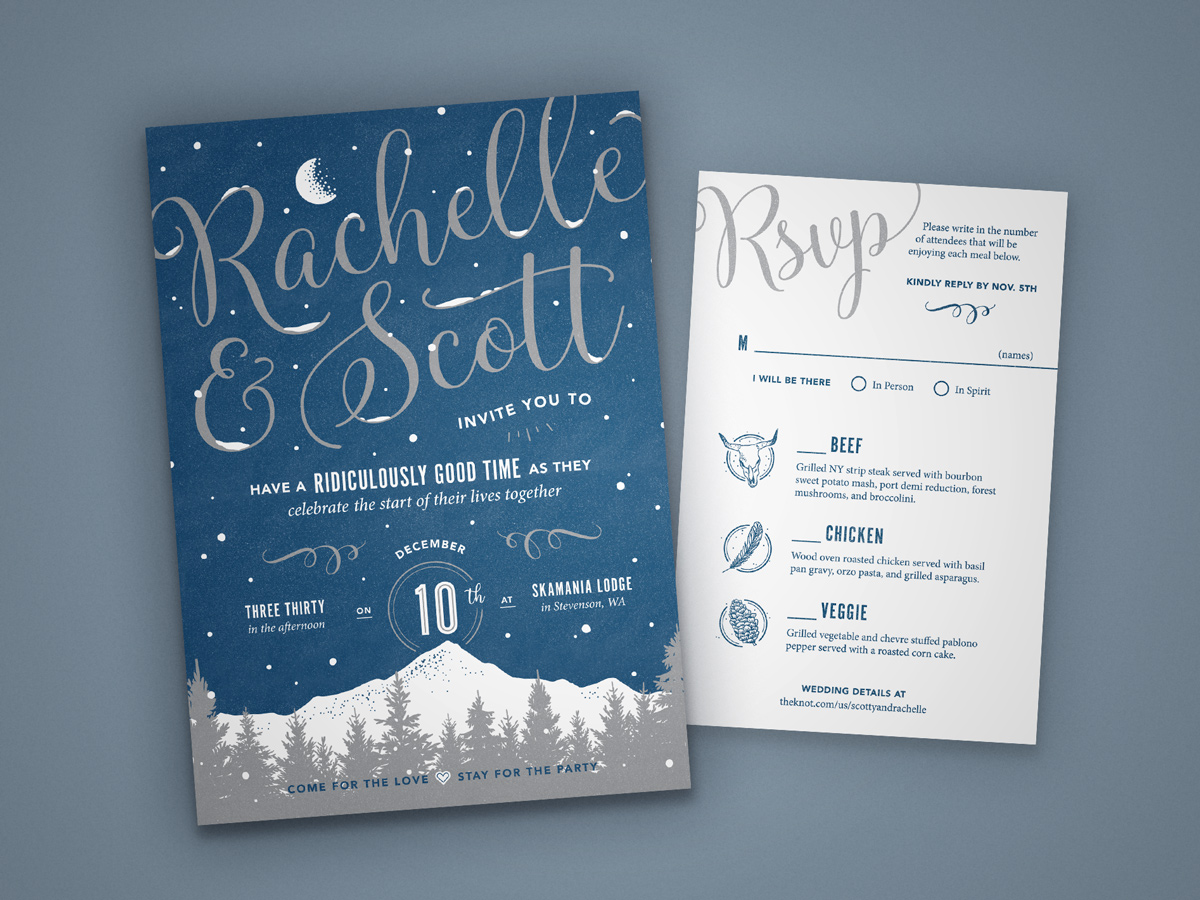 Rachelle
& Scott
INVITE YOU TO
HAVE A RIDICULOUSLY GOOD TIME AS THEY
celebrate the start of their lives together
DECEMBER
THREE THIRTY
in the afternoon
ON
10th
AT
SKAMANIA LODGE
in Stevenson, WA
COME FOR THE LOVE STAY FOR THE PARTY
Rsvp
Please write in the number
of attendees that will be
enjoying each meal below.
KINDLY REPLY BY NOV. 5TH
M
(names)
I WILL BE THERE
In Person
In Spirit
BEEF
Grilled NY strip steak served with bourbon
sweet potato mash, port demi reduction, forest
mushrooms, and broccolini.
CHICKEN
Wood oven roasted chicken served with basil
pan gravy, orzo pasta, and grilled asparagus.
VEGGIE
Grilled vegetable and chevre stuffed pablono
pepper served with a roasted corn cake.
WEDDING DETAILS AT
theknot.com/us/scottyandrachelle